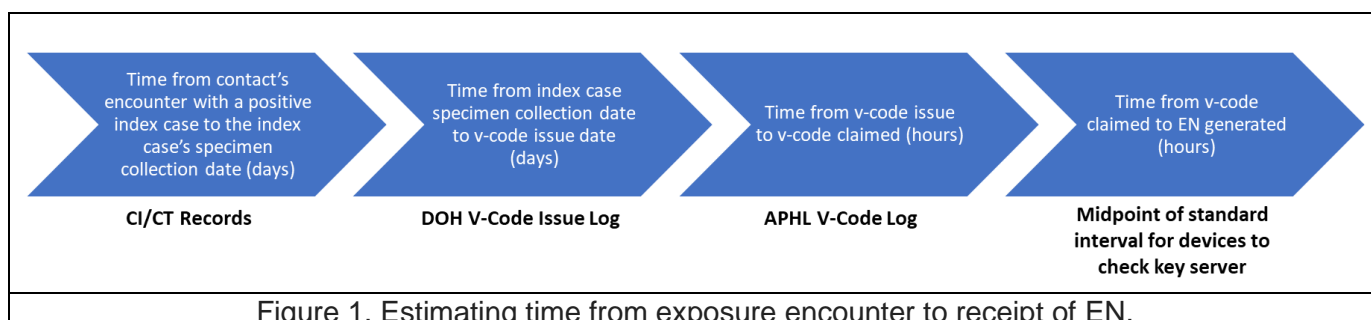 Time from contact's
encounter with a positive
index case to the index
case's specimen
collection date (days)
Time from index case
specimen collection date
to v-code issue date
(days)
Time from v-code issue
to v-code claimed (hours)
Time from v-code
claimed to EN generated
(hours)
CI/CT Records
DOH V-Code Issue Log
APHL V-Code Log
Midpoint of standard
interval for devices to
check key server
Figure 1. Estimating time from exposure encounter to receipt of EN.